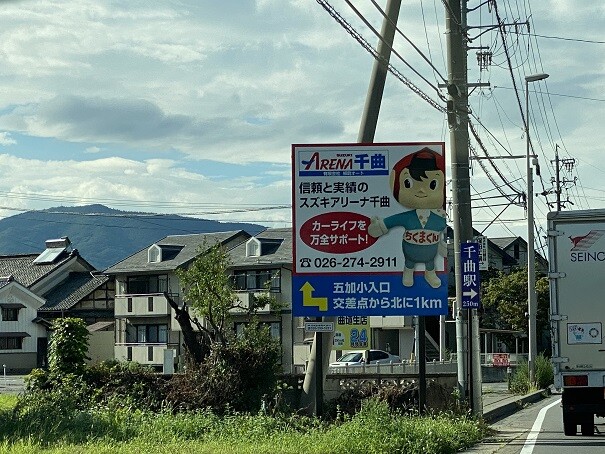 SUZUKI
ARENA千曲
信頼と実績の
スズキアリーナ千曲
カーライフを
万全サポート!
ちくまくん
026-274-2911
五加小入口
交差点から北に1km
千曲駅
250m
SEINO